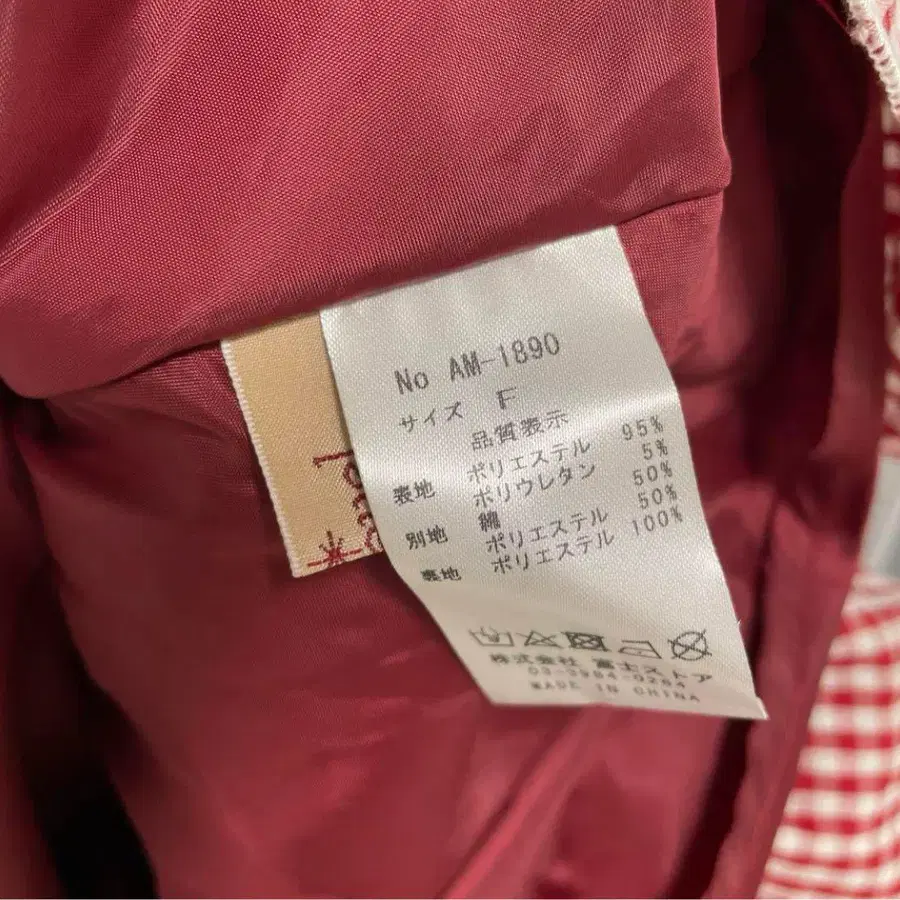 No AM-1890
サイズ F
品質表示
表地 ポリエステル 95%
ポリウレタン 5%
別地 綿 50%
ポリエステル 50%
裏地 ポリエステル 100%
株式会社 富士ストア
03-3984-0264
MADE IN CHINA